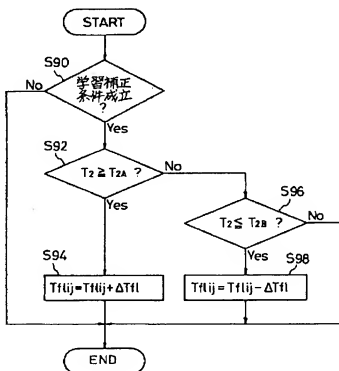 START
S90
学習補正
条件成立
?
No
Yes
S92
T2≧T2A ?
No
Yes
S96
T2≦T2B ?
No
Yes
S94
Tflij=Tflij+ΔTfl
S98
Tflij=Tflij-ΔTfl
END